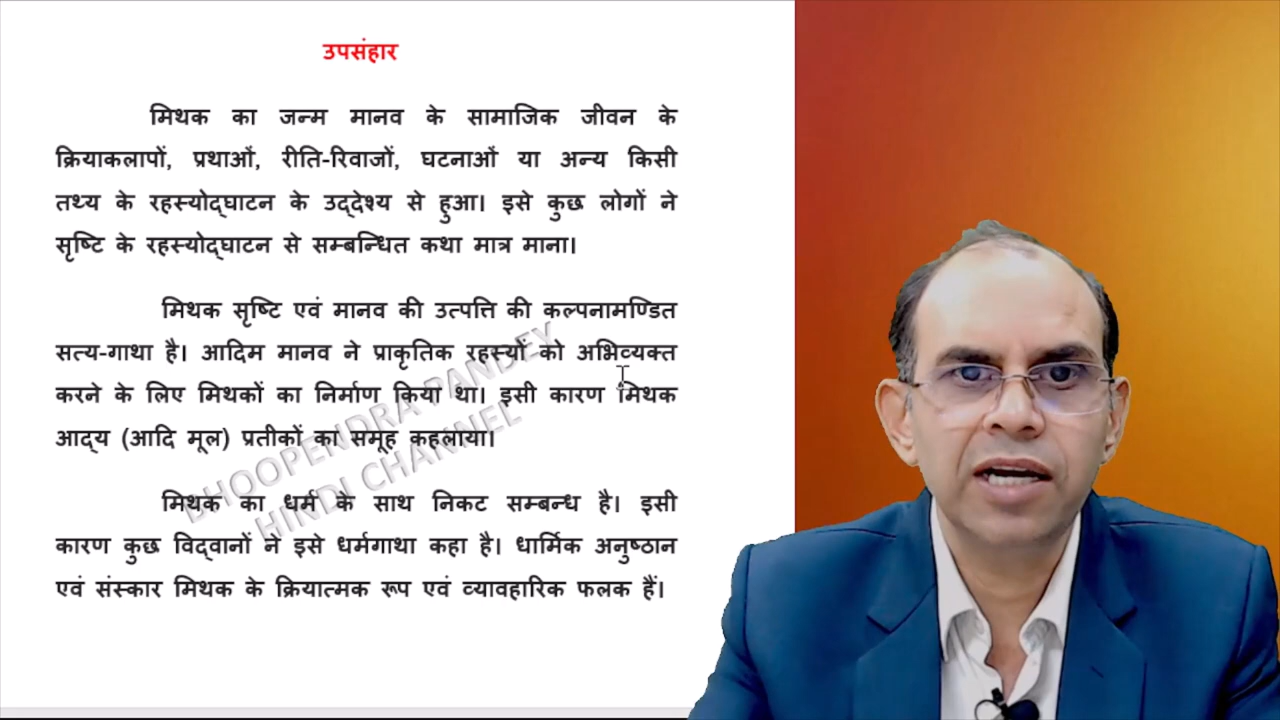 उपसंहार
मिथक का जन्म मानव के सामाजिक जीवन के
क्रियाकलापों, प्रथाओं, रीति-रिवाजों, घटनाओं या अन्य किसी
तथ्य के रहस्योद्घाटन के उद्देश्य से हुआ। इसे कुछ लोगों ने
सृष्टि के रहस्योद्घाटन से सम्बन्धित कथा मात्र माना।
मिथक सृष्टि एवं मानव की उत्पत्ति की कल्पनामण्डित
सत्य-गाथा है। आदिम मानव ने प्राकृतिक रहस्यों को अभिव्यक्त
करने के लिए मिथकों का निर्माण किया था। इसी कारण मिथक
आद्य (आदि मूल) प्रतीकों का समूह कहलाया।
मिथक का धर्म के साथ निकट सम्बन्ध है। इसी
कारण कुछ विद्वानों ने इसे धर्मगाथा कहा है। धार्मिक अनुष्ठान
एवं संस्कार मिथक के क्रियात्मक रूप एवं व्यावहारिक फलक हैं।
BHOOPENDRA PANDEY
HINDI CHANNEL